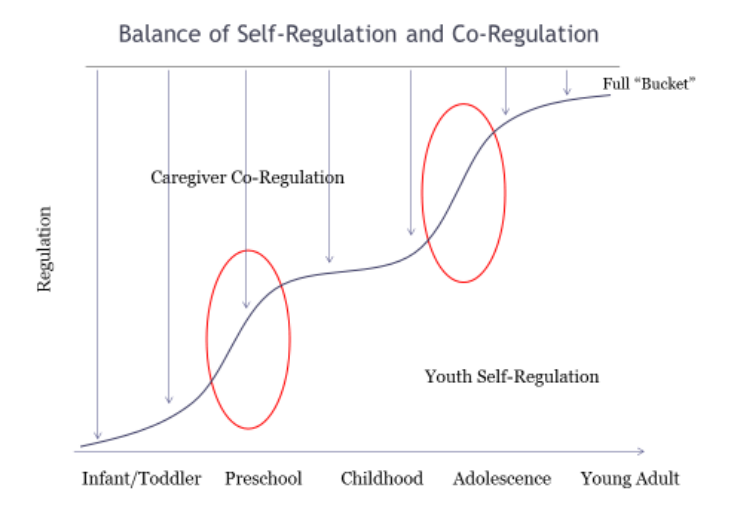 Balance of Self-Regulation and Co-Regulation
Full “Bucket”
Caregiver Co-Regulation
Regulation
Youth Self-Regulation
Infant/Toddler Preschool Childhood Adolescence Young Adult